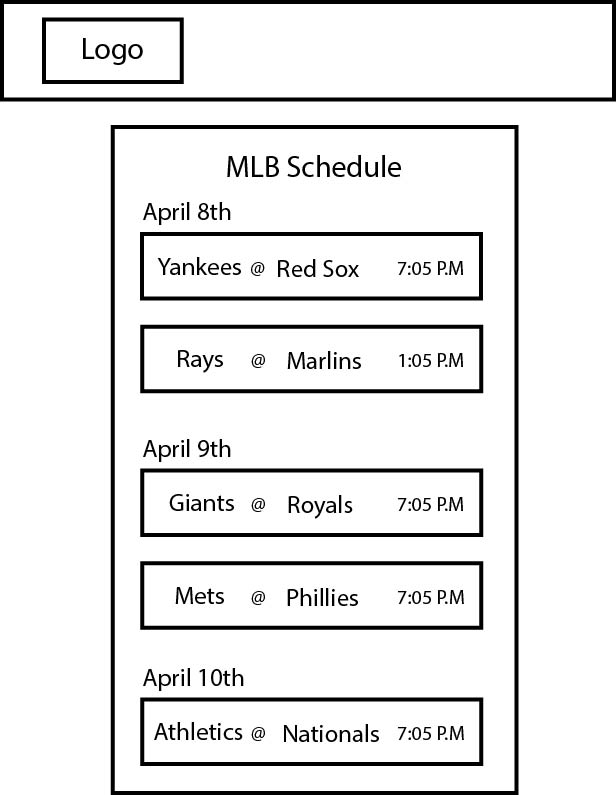 Logo
MLB Schedule
April 8th
Yankees @ Red Sox 7:05 P.M
Rays @ Marlins 1:05 P.M
April 9th
Giants @ Royals 7:05 P.M
Mets @ Phillies 7:05 P.M
April 10th
Athletics @ Nationals 7:05 P.M